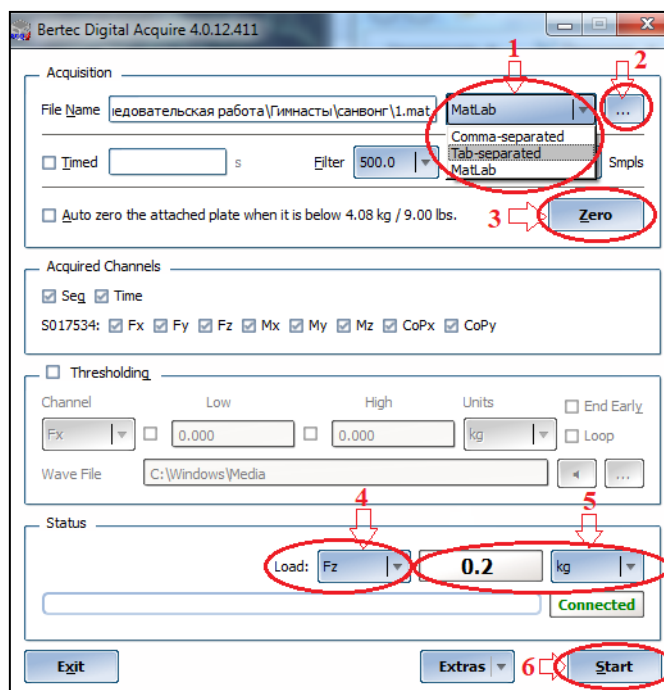 Bertec Digital Acquire 4.0.12.411
1
2
Acquisition
File Name едовательская работа\Гимнасты\санвонг\1.mat MatLab ...
Comma-separated
Tab-separated
MatLab
Timed s Filter 500.0 Smpls
Auto zero the attached plate when it is below 4.08 kg / 9.00 lbs. 3 Zero
Acquired Channels
Seq Time
S017534: Fx Fy Fz Mx My Mz CoPx CoPy
Thresholding
Channel Low High Units End Early
Fx 0.000 0.000 kg Loop
Wave File C:\Windows\Media ...
4 5
Status
Load: Fz 0.2 kg
Connected
Exit Extras 6 Start